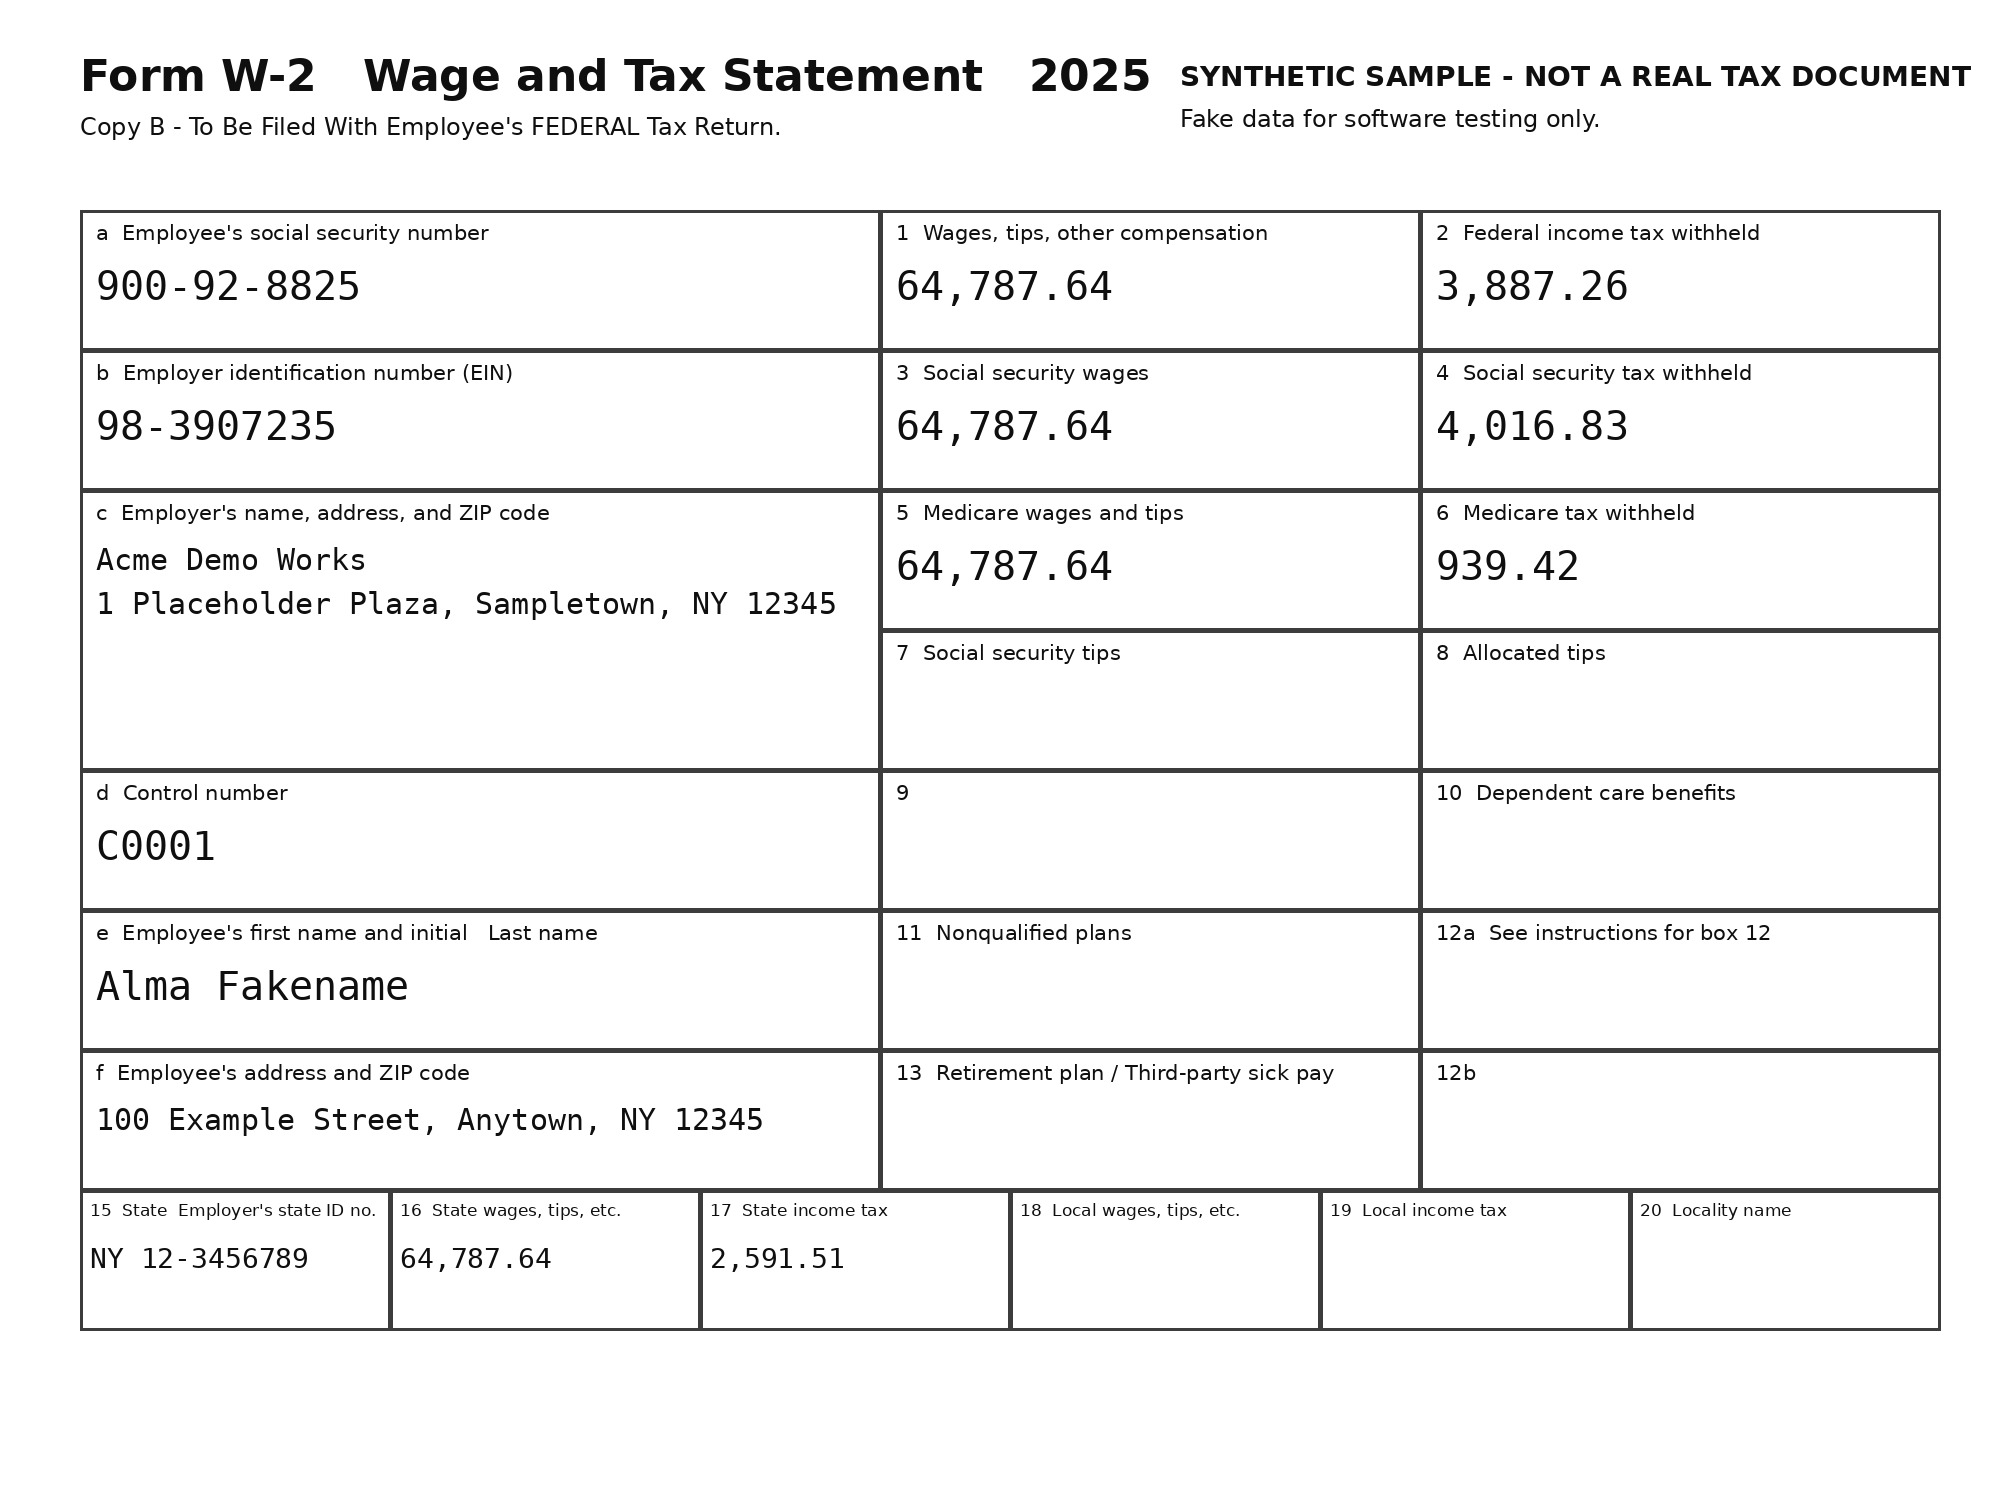 Form W-2   Wage and Tax Statement   2025
SYNTHETIC SAMPLE - NOT A REAL TAX DOCUMENT
Copy B - To Be Filed With Employee's FEDERAL Tax Return.
Fake data for software testing only.
a  Employee's social security number
900-92-8825
1  Wages, tips, other compensation
64,787.64
2  Federal income tax withheld
3,887.26
b  Employer identification number (EIN)
98-3907235
3  Social security wages
64,787.64
4  Social security tax withheld
4,016.83
c  Employer's name, address, and ZIP code
Acme Demo Works
1 Placeholder Plaza, Sampletown, NY 12345
5  Medicare wages and tips
64,787.64
6  Medicare tax withheld
939.42
7  Social security tips
8  Allocated tips
d  Control number
C0001
9
10  Dependent care benefits
e  Employee's first name and initial   Last name
Alma Fakename
11  Nonqualified plans
12a  See instructions for box 12
f  Employee's address and ZIP code
100 Example Street, Anytown, NY 12345
13  Retirement plan / Third-party sick pay
12b
15  State  Employer's state ID no.
NY 12-3456789
16  State wages, tips, etc.
64,787.64
17  State income tax
2,591.51
18  Local wages, tips, etc.
19  Local income tax
20  Locality name